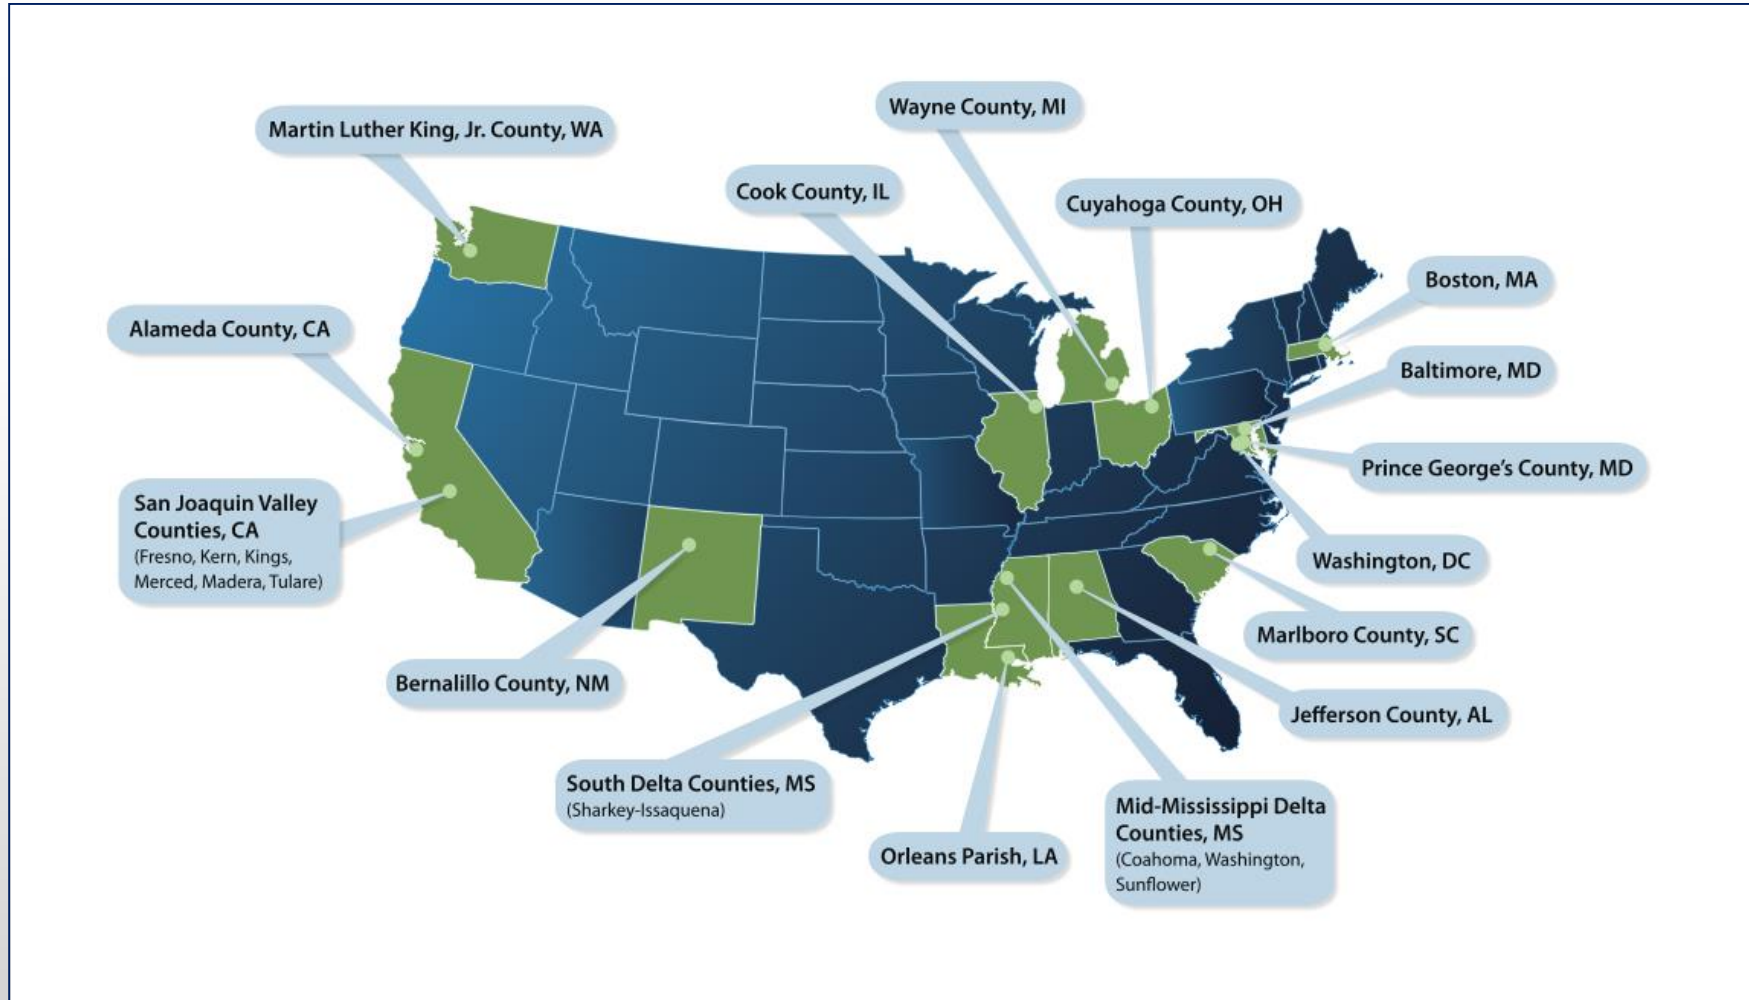 Wayne County, MI
Martin Luther King, Jr. County, WA
Cook County, IL
Cuyahoga County, OH
Boston, MA
Alameda County, CA
Baltimore, MD
Prince George’s County, MD
San Joaquin Valley
Counties, CA
(Fresno, Kern, Kings,
Merced, Madera, Tulare)
Washington, DC
Marlboro County, SC
Bernalillo County, NM
Jefferson County, AL
South Delta Counties, MS
(Sharkey-Issaquena)
Mid-Mississippi Delta
Counties, MS
(Coahoma, Washington,
Sunflower)
Orleans Parish, LA